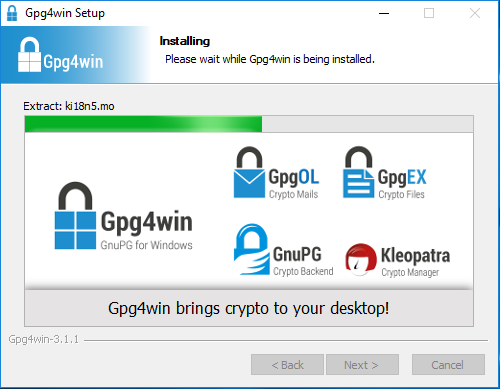 Gpg4win Setup
Gpg4win
Installing
Please wait while Gpg4win is being installed.
Extract: ki18n5.mo
Gpg4win
GnuPG for Windows
GpgOL
Crypto Mails
GpgEX
Crypto Files
GnuPG
Crypto Backend
Kleopatra
Crypto Manager
Gpg4win brings crypto to your desktop!
Gpg4win-3.1.1
< Back
Next >
Cancel